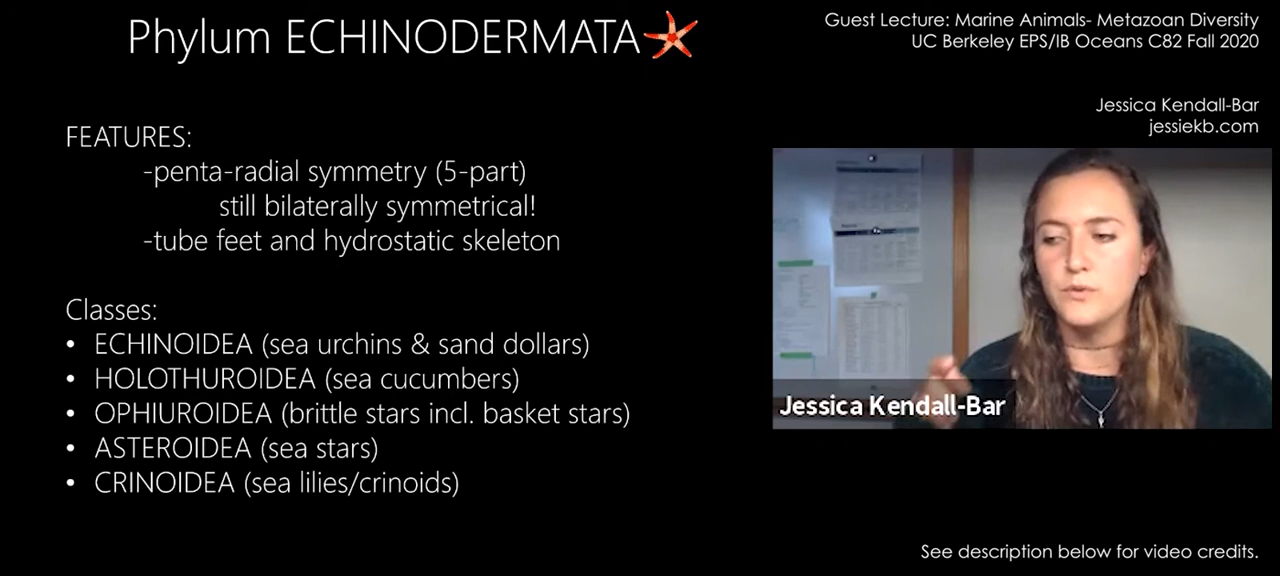 Phylum ECHINODERMATA
Guest Lecture: Marine Animals- Metazoan Diversity
UC Berkeley EPS/IB Oceans C82 Fall 2020
Jessica Kendall-Bar
jessiekb.com
FEATURES:
-penta-radial symmetry (5-part)
still bilaterally symmetrical!
-tube feet and hydrostatic skeleton
Classes:
• ECHINOIDEA (sea urchins & sand dollars)
• HOLOTHUROIDEA (sea cucumbers)
• OPHIUROIDEA (brittle stars incl. basket stars)
• ASTEROIDEA (sea stars)
• CRINOIDEA (sea lilies/crinoids)
Jessica Kendall-Bar
See description below for video credits.